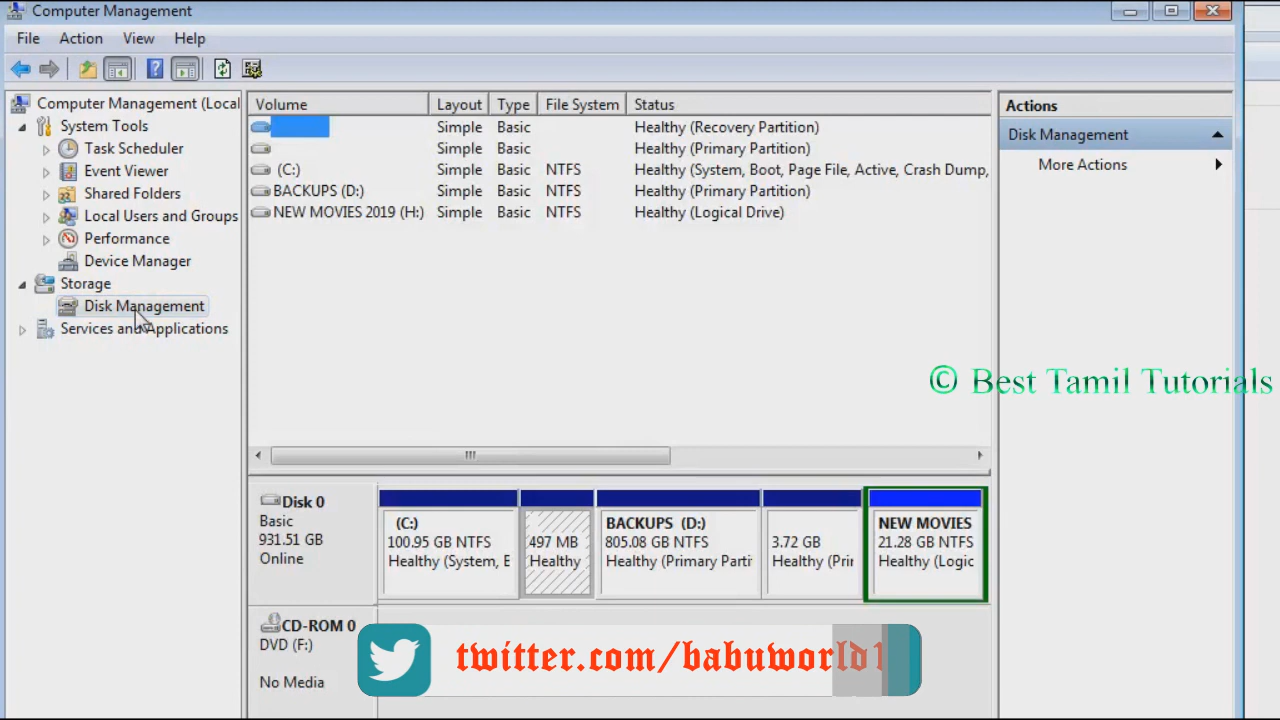 Computer Management
File Action View Help
Computer Management (Local
System Tools
Task Scheduler
Event Viewer
Shared Folders
Local Users and Groups
Performance
Device Manager
Storage
Disk Management
Services and Applications
Volume Layout Type File System Status
Simple Basic Healthy (Recovery Partition)
Simple Basic Healthy (Primary Partition)
(C:) Simple Basic NTFS Healthy (System, Boot, Page File, Active, Crash Dump,
BACKUPS (D:) Simple Basic NTFS Healthy (Primary Partition)
NEW MOVIES 2019 (H:) Simple Basic NTFS Healthy (Logical Drive)
Actions
Disk Management
More Actions
© Best Tamil Tutorials
Disk 0
Basic
931.51 GB
Online
(C:)
100.95 GB NTFS
Healthy (System, E
497 MB
Healthy
BACKUPS (D:)
805.08 GB NTFS
Healthy (Primary Parti
3.72 GB
Healthy (Pri
NEW MOVIES
21.28 GB NTFS
Healthy (Logic
CD-ROM 0
DVD (F:)
No Media
twitter.com/babuworld1